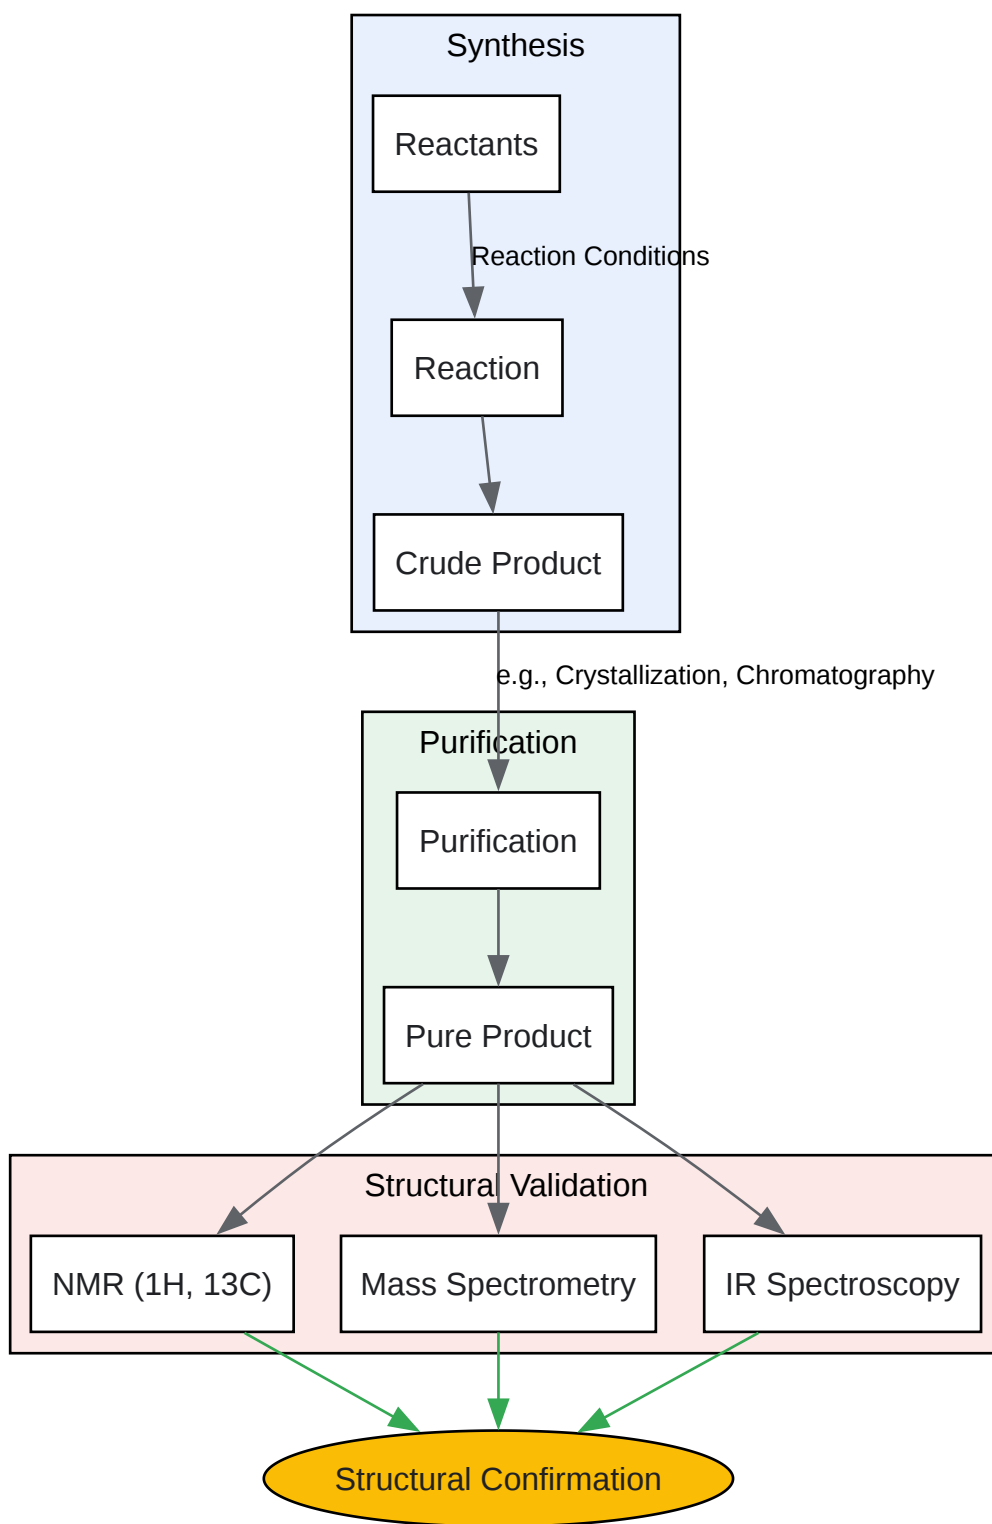 Synthesis
Reactants
Reaction Conditions
Reaction
Crude Product
e.g., Crystallization, Chromatography
Purification
Purification
Pure Product
Structural Validation
NMR (1H, 13C)
Mass Spectrometry
IR Spectroscopy
Structural Confirmation